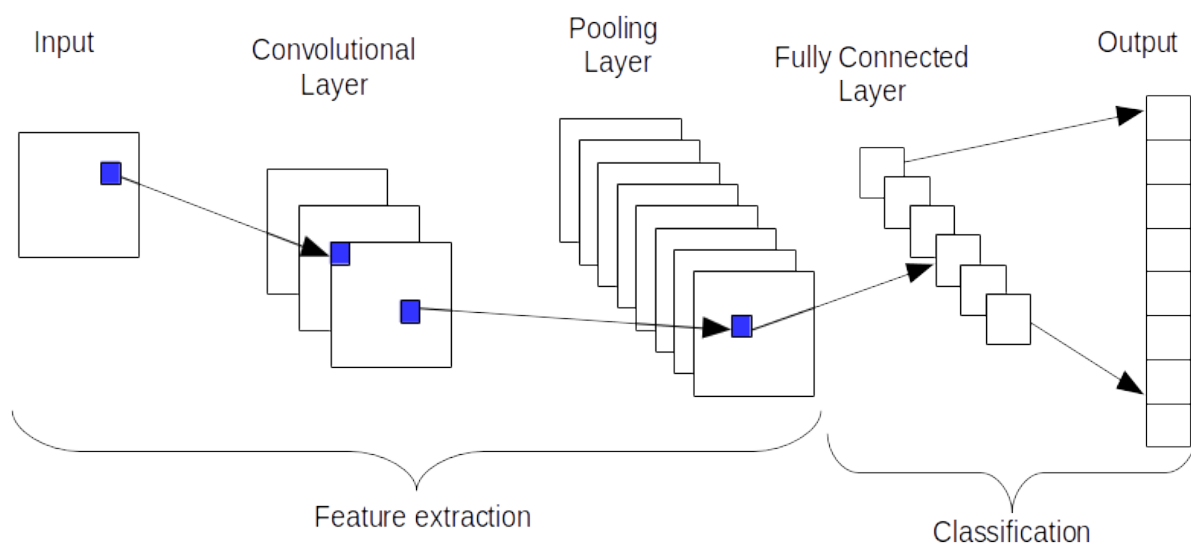 Input
Convolutional
Layer
Pooling
Layer
Fully Connected
Layer
Output
Feature extraction
Classification